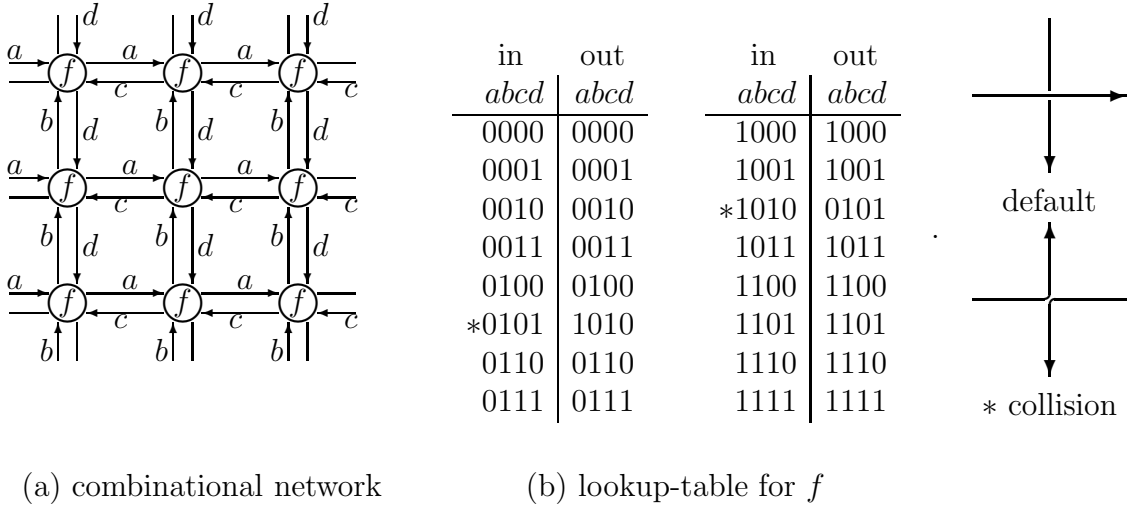 d d d
a a a
f f f
c c c
b b b
d d d
a a a
f f f
c c c
b b b
d d d
a a a
f f f
c c c
b b b
in out in out
abcd abcd abcd abcd
0000 0000 1000 1000
0001 0001 1001 1001
0010 0010 *1010 0101
0011 0011 1011 1011
0100 0100 1100 1100
*0101 1010 1101 1101
0110 0110 1110 1110
0111 0111 1111 1111
default
.
* collision
(a) combinational network
(b) lookup-table for f